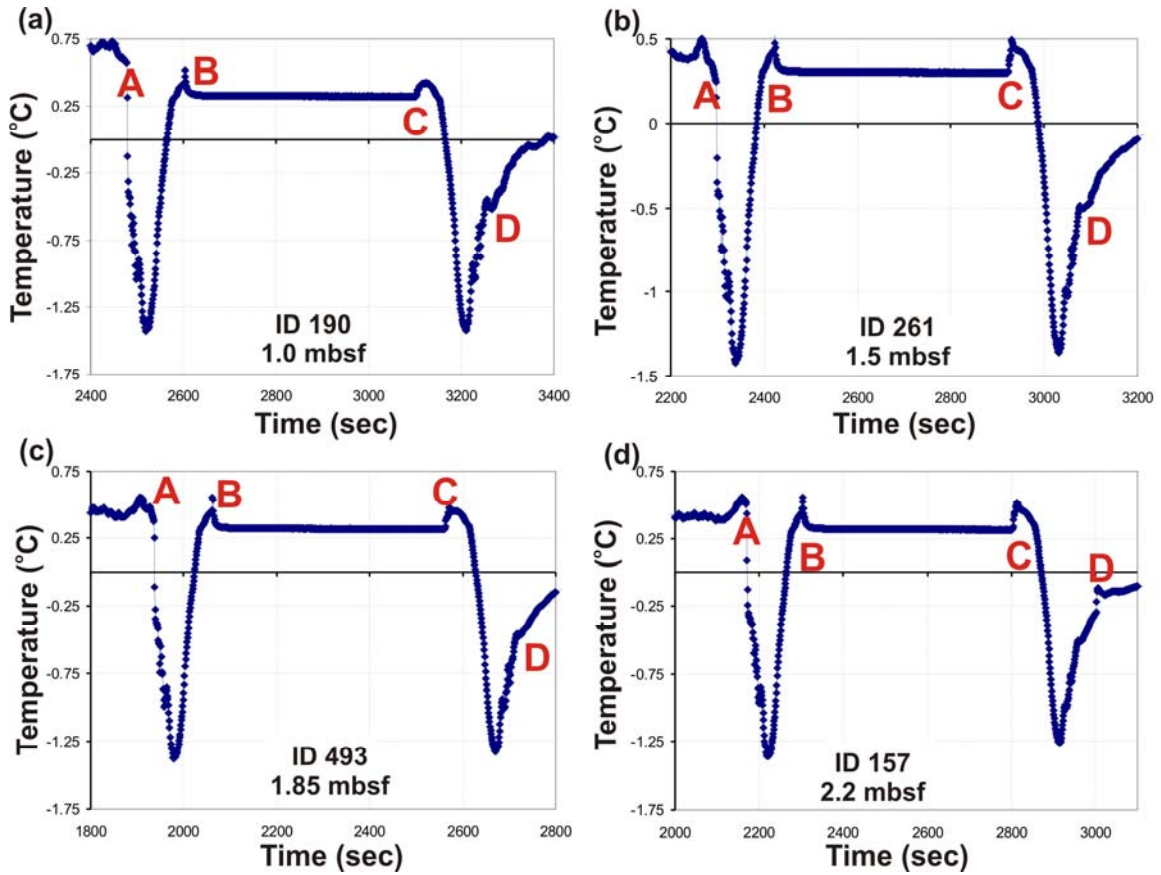 (a)
0.75
0.25
-0.25
-0.75
-1.25
-1.75
Temperature (°C)
A
B
C
D
ID 190
1.0 mbsf
2400 2600 2800 3000 3200 3400
Time (sec)
(b)
0.5
0
-0.5
-1
-1.5
Temperature (°C)
A
B
C
D
ID 261
1.5 mbsf
2200 2400 2600 2800 3000 3200
Time (sec)
(c)
0.75
0.25
-0.25
-0.75
-1.25
-1.75
Temperature (°C)
A
B
C
D
ID 493
1.85 mbsf
1800 2000 2200 2400 2600 2800
Time (sec)
(d)
0.75
0.25
-0.25
-0.75
-1.25
-1.75
Temperature (°C)
A
B
C
D
ID 157
2.2 mbsf
2000 2200 2400 2600 2800 3000
Time (sec)